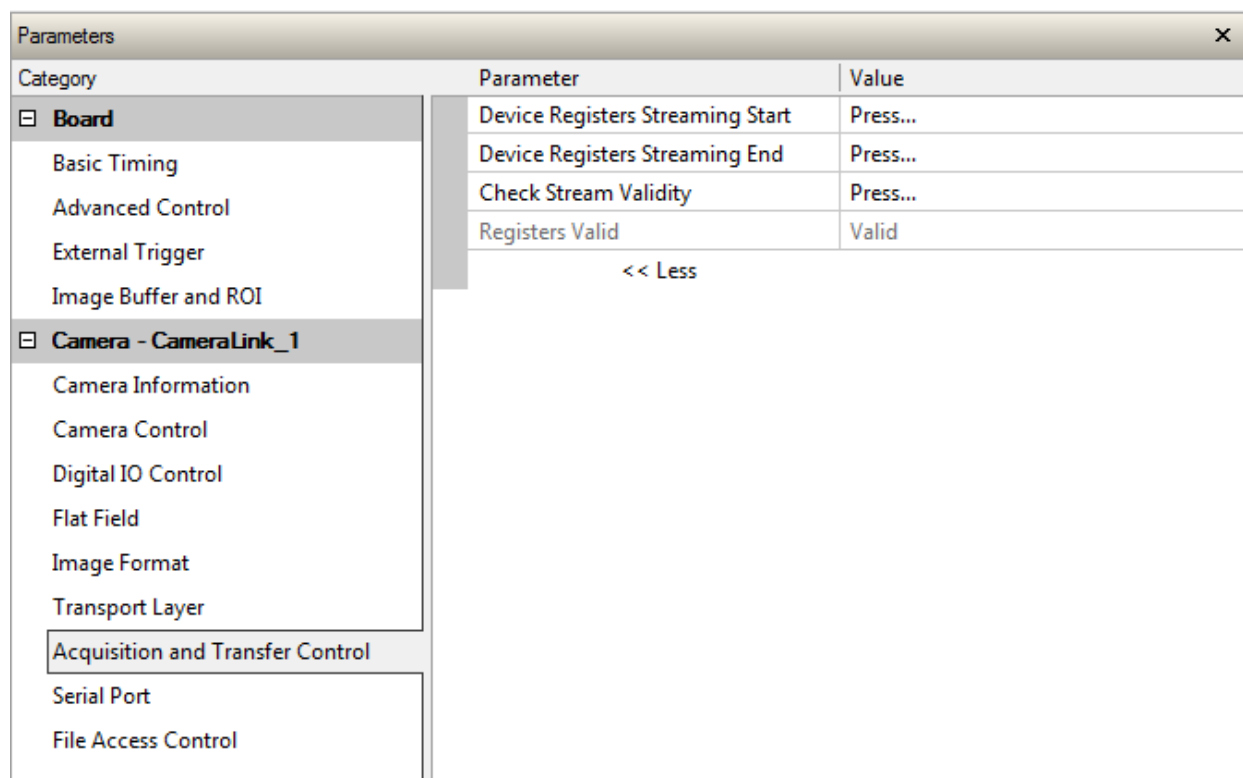 Parameters
Category
Parameter Value
Board
Basic Timing
Advanced Control
External Trigger
Image Buffer and ROI
Camera - CameraLink_1
Camera Information
Camera Control
Digital IO Control
Flat Field
Image Format
Transport Layer
Acquisition and Transfer Control
Serial Port
File Access Control
Device Registers Streaming Start Press...
Device Registers Streaming End Press...
Check Stream Validity Press...
Registers Valid Valid
<< Less